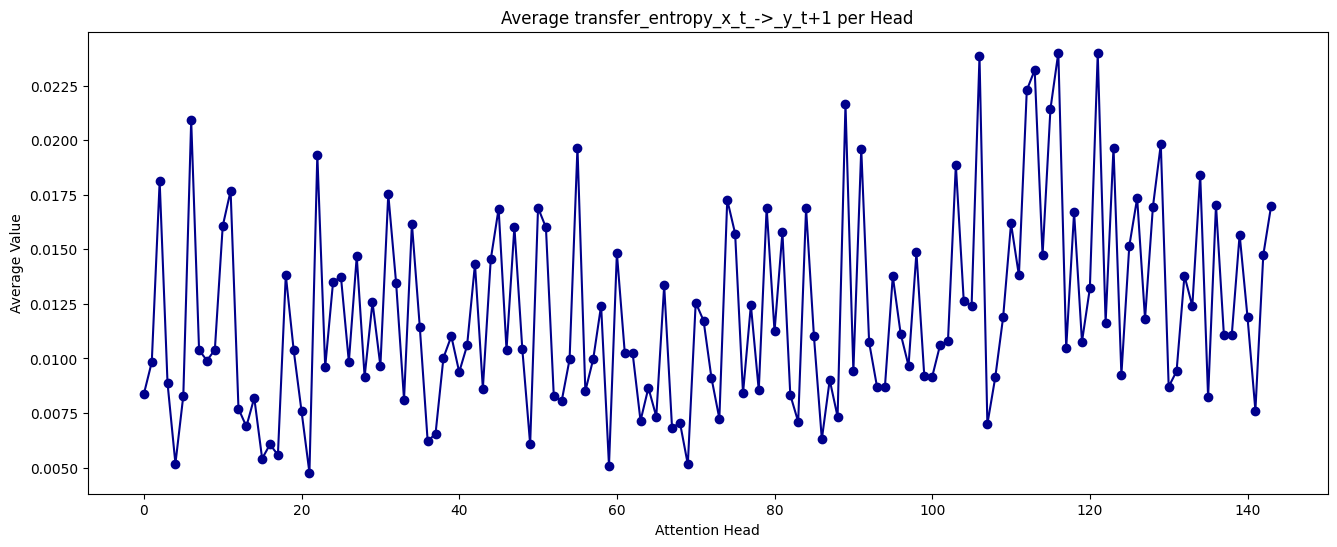 Average transfer_entropy_x_t_->_y_t+1 per Head
Average Value
0.0225
0.0200
0.0175
0.0150
0.0125
0.0100
0.0075
0.0050
0 20 40 60 80 100 120 140
Attention Head